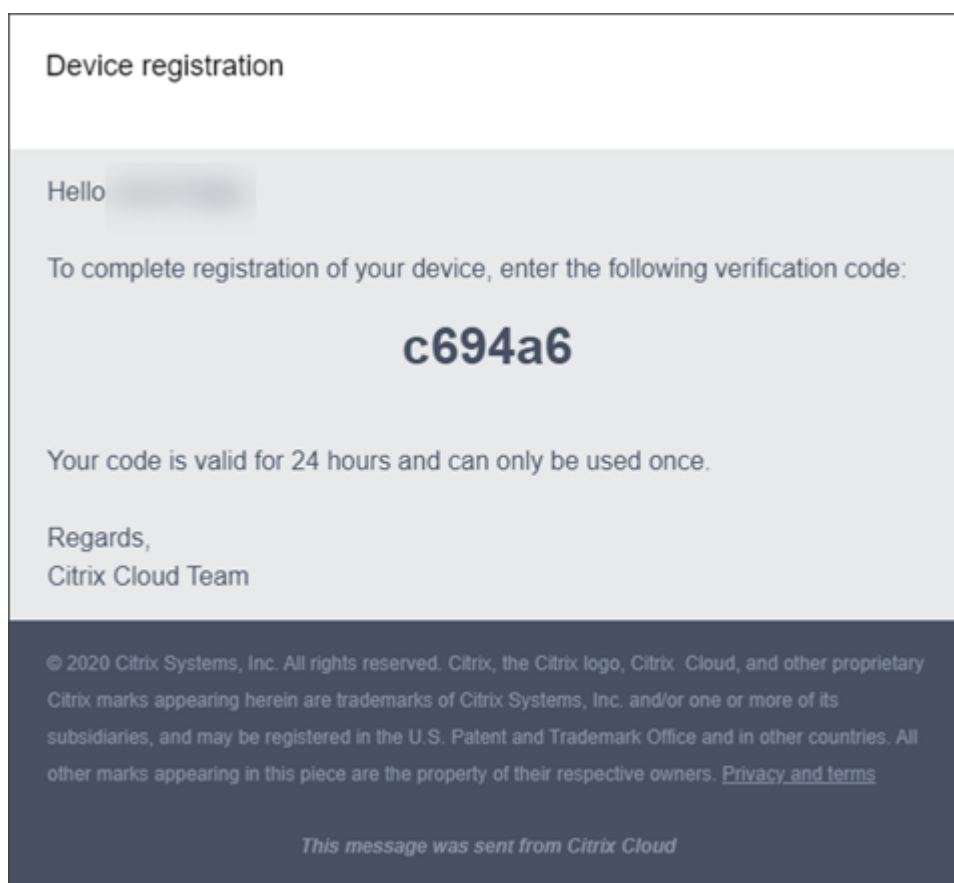 Device registration
Hello
To complete registration of your device, enter the following verification code:
c694a6
Your code is valid for 24 hours and can only be used once.
Regards,
Citrix Cloud Team
© 2020 Citrix Systems, Inc. All rights reserved. Citrix, the Citrix logo, Citrix  Cloud, and other proprietary
Citrix marks appearing herein are trademarks of Citrix Systems, Inc. and/or one or more of its
subsidiaries, and may be registered in the U.S. Patent and Trademark Office and in other countries. All
other marks appearing in this piece are the property of their respective owners. Privacy and terms
This message was sent from Citrix Cloud